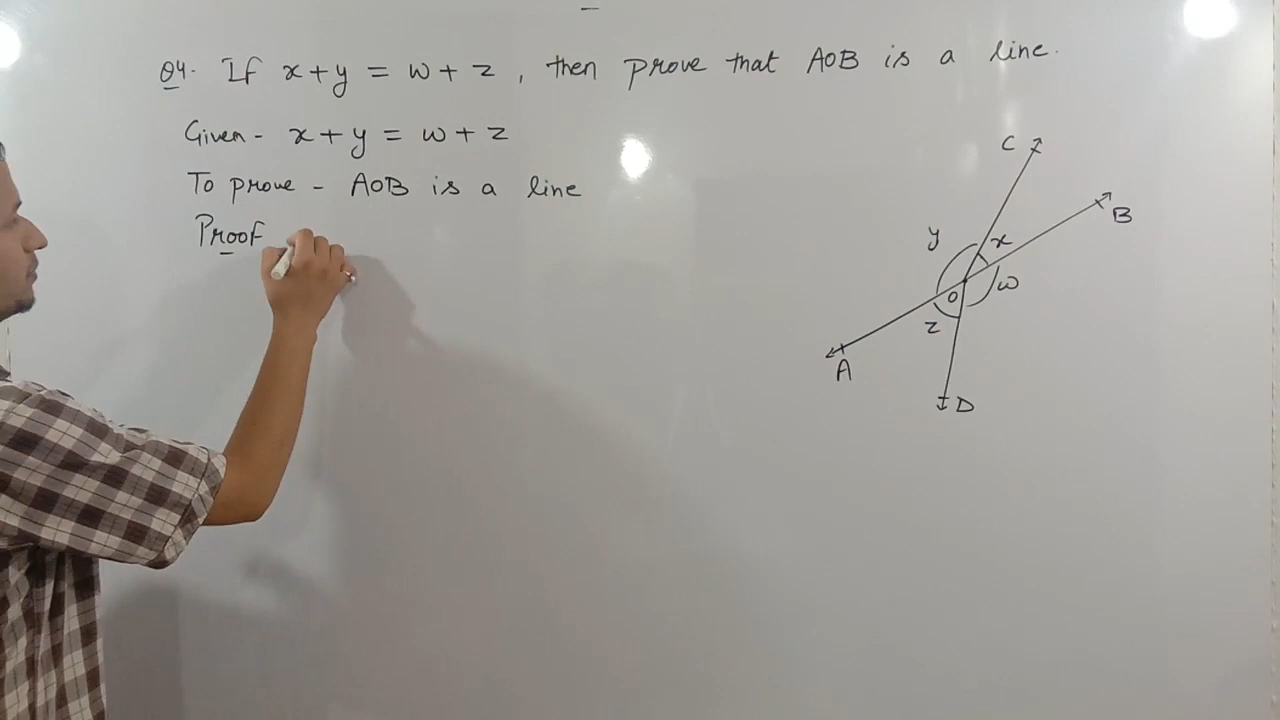 Q4. If x+y = w+z, then prove that AOB is a line.
Given - x+y = w+z
To prove - AOB is a line
Proof
C
B
y
x
O
w
z
A
D